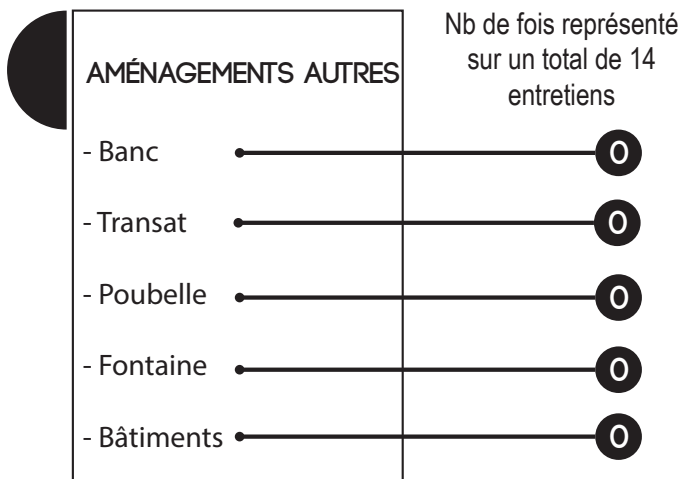 Nb de fois représenté
sur un total de 14
entretiens
AMÉNAGEMENTS AUTRES
- Banc 0
- Transat 0
- Poubelle 0
- Fontaine 0
- Bâtiments 0